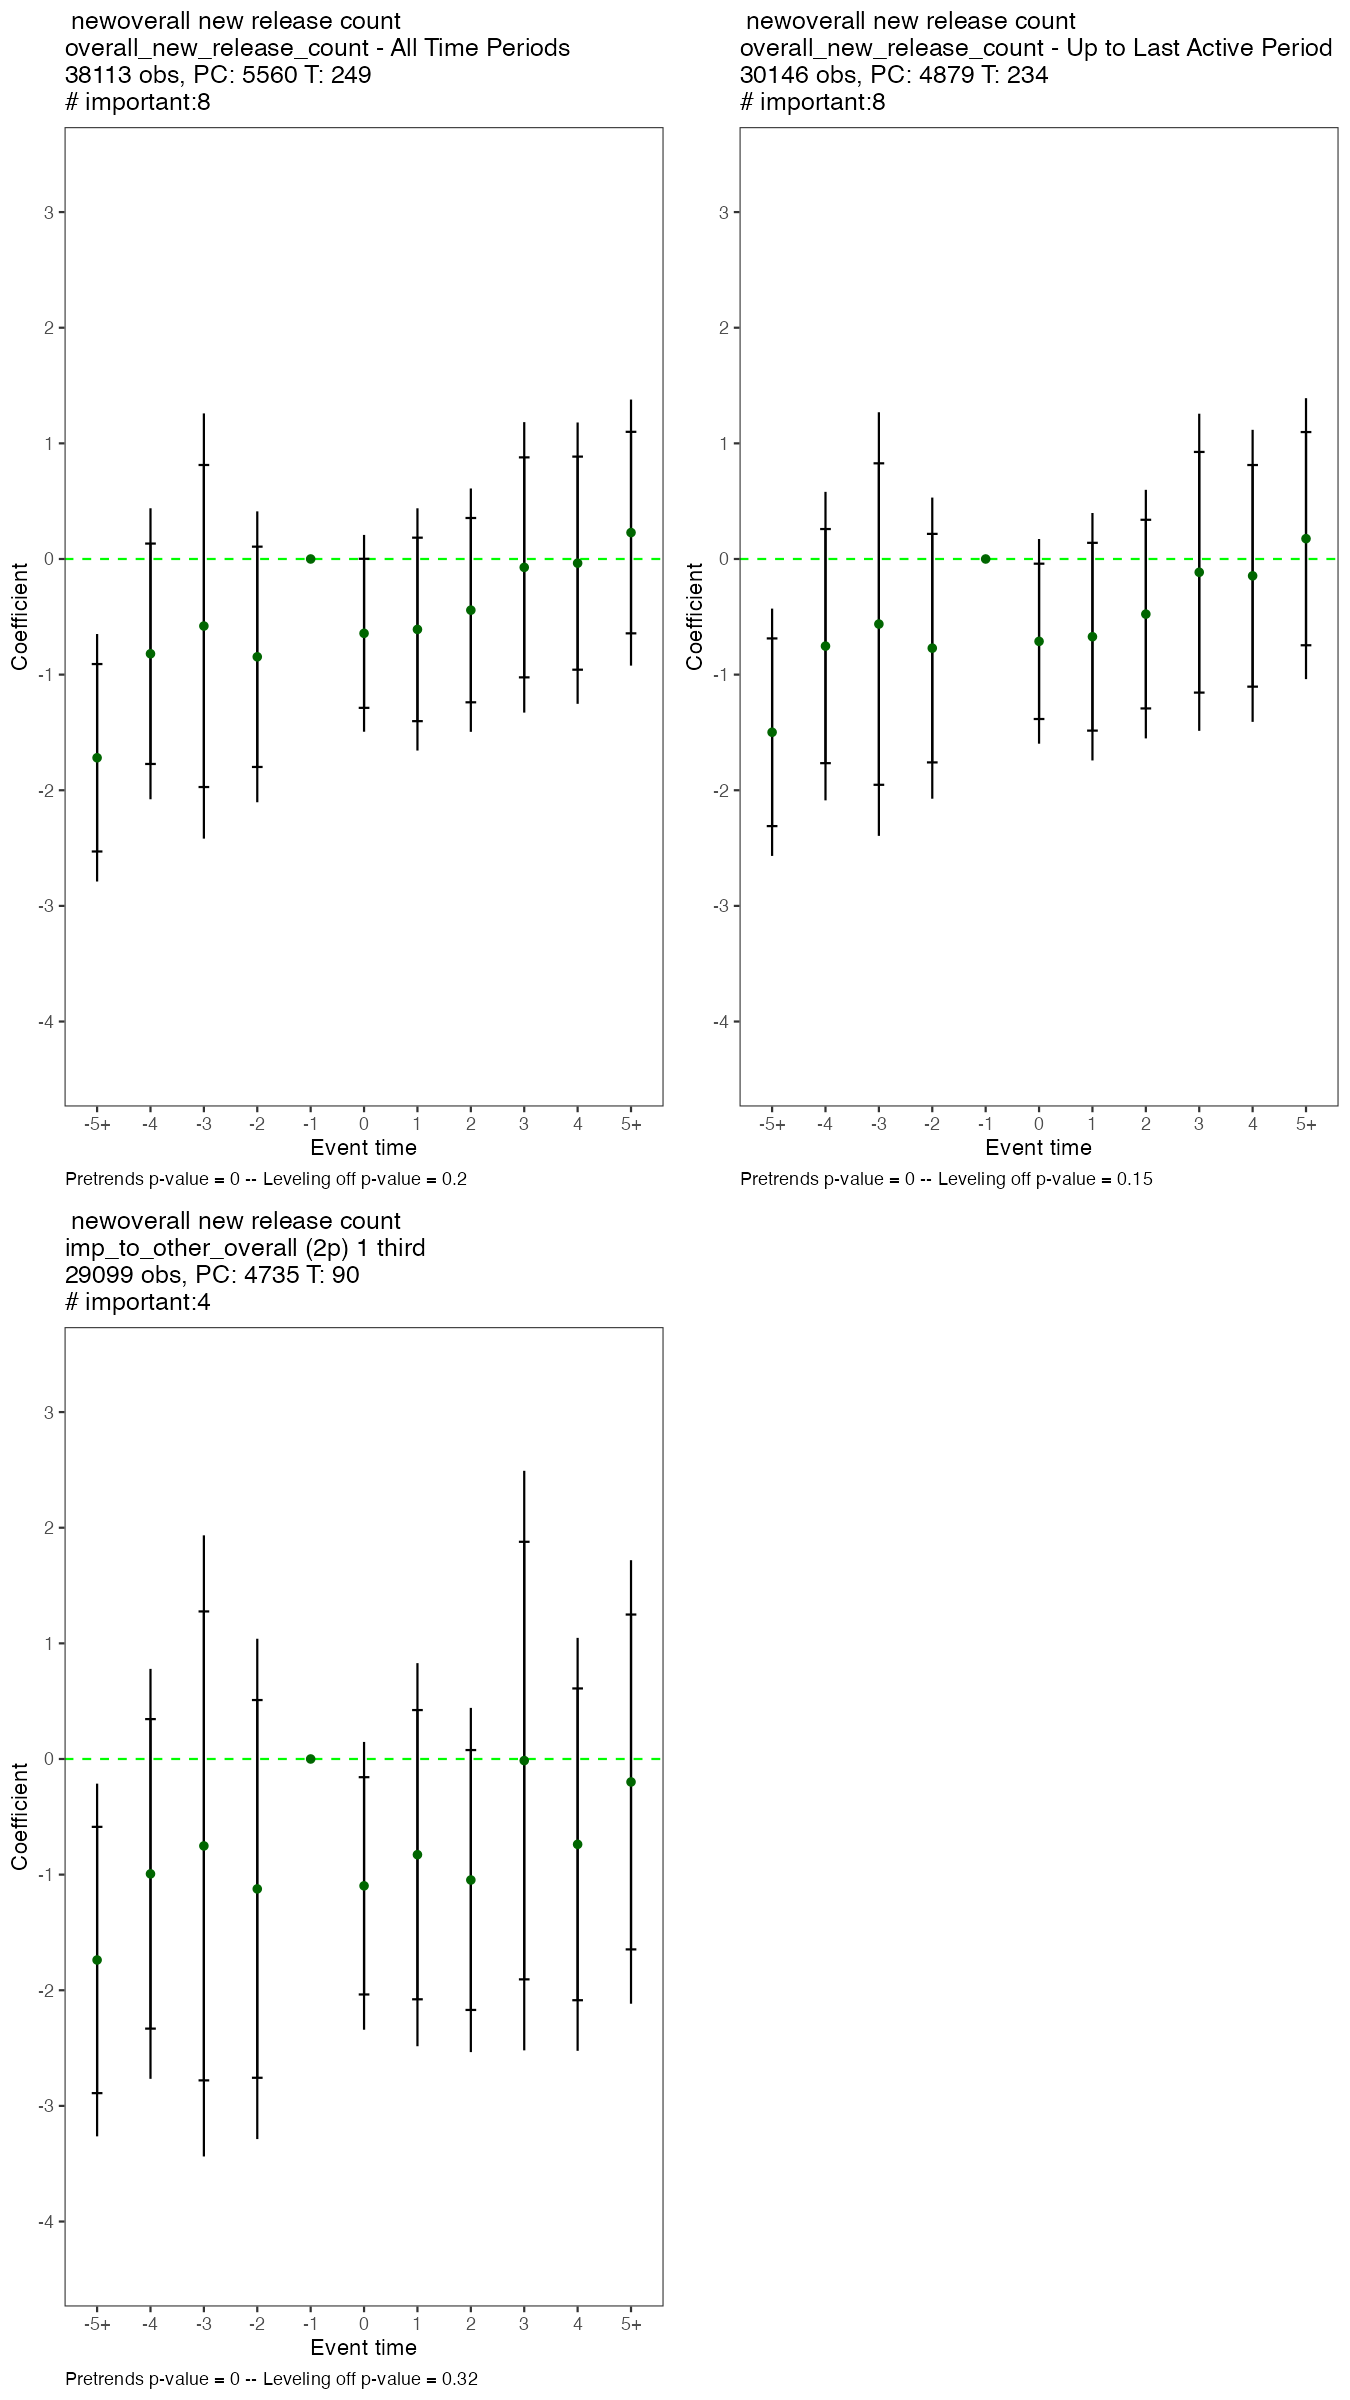 newoverall new release count
overall_new_release_count - All Time Periods
38113 obs, PC: 5560 T: 249
# important:8
3
2
1
0
-1
-2
-3
-4
Coefficient
-5+ -4 -3 -2 -1 0 1 2 3 4 5+
Event time
Pretrends p-value = 0 -- Leveling off p-value = 0.2
newoverall new release count
overall_new_release_count - Up to Last Active Period
30146 obs, PC: 4879 T: 234
# important:8
3
2
1
0
-1
-2
-3
-4
Coefficient
-5+ -4 -3 -2 -1 0 1 2 3 4 5+
Event time
Pretrends p-value = 0 -- Leveling off p-value = 0.15
newoverall new release count
imp_to_other_overall (2p) 1 third
29099 obs, PC: 4735 T: 90
# important:4
3
2
1
0
-1
-2
-3
-4
Coefficient
-5+ -4 -3 -2 -1 0 1 2 3 4 5+
Event time
Pretrends p-value = 0 -- Leveling off p-value = 0.32